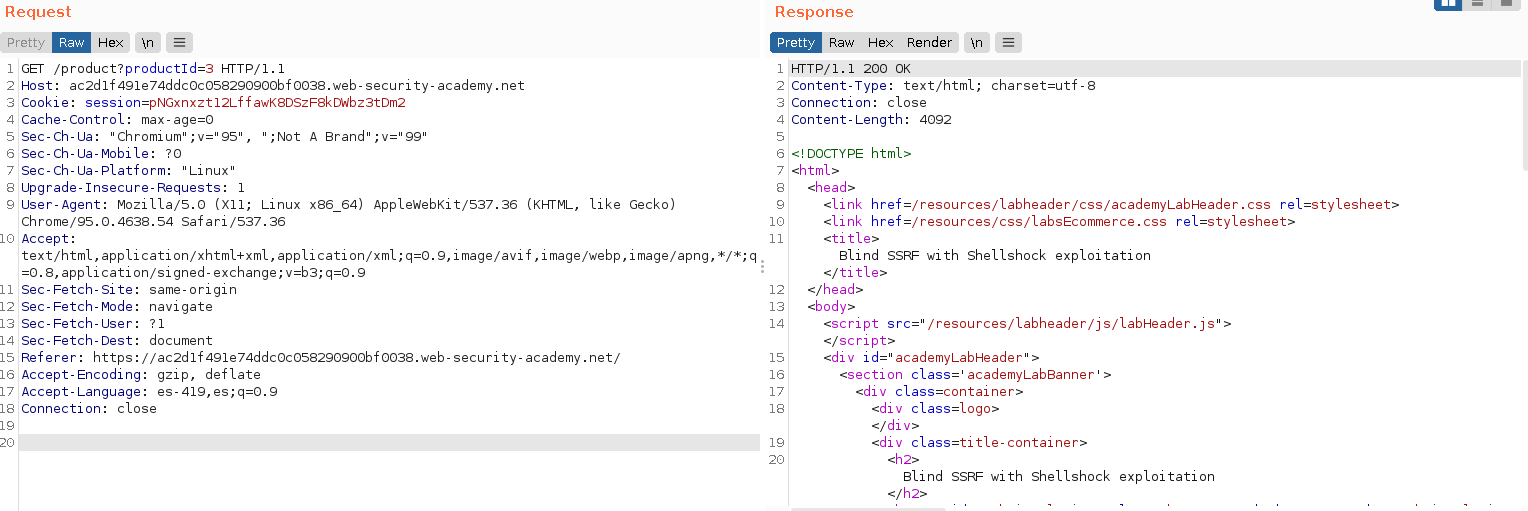 Request
Pretty Raw Hex \n
1 GET /product?productId=3 HTTP/1.1
2 Host: ac2d1f491e74ddc0c058290900bf0038.web-security-academy.net
3 Cookie: session=pNGxnxzt12LffawK8DSzF8kDWbz3tDm2
4 Cache-Control: max-age=0
5 Sec-Ch-Ua: "Chromium";v="95", ";Not A Brand";v="99"
6 Sec-Ch-Ua-Mobile: ?0
7 Sec-Ch-Ua-Platform: "Linux"
8 Upgrade-Insecure-Requests: 1
9 User-Agent: Mozilla/5.0 (X11; Linux x86_64) AppleWebKit/537.36 (KHTML, like Gecko)
Chrome/95.0.4638.54 Safari/537.36
10 Accept:
text/html,application/xhtml+xml,application/xml;q=0.9,image/avif,image/webp,image/apng,*/*;q
=0.8,application/signed-exchange;v=b3;q=0.9
11 Sec-Fetch-Site: same-origin
12 Sec-Fetch-Mode: navigate
13 Sec-Fetch-User: ?1
14 Sec-Fetch-Dest: document
15 Referer: https://ac2d1f491e74ddc0c058290900bf0038.web-security-academy.net/
16 Accept-Encoding: gzip, deflate
17 Accept-Language: es-419,es;q=0.9
18 Connection: close
19
20
Response
Pretty Raw Hex Render \n
1 HTTP/1.1 200 OK
2 Content-Type: text/html; charset=utf-8
3 Connection: close
4 Content-Length: 4092
5
6 <!DOCTYPE html>
7 <html>
8 <head>
9 <link href=/resources/labheader/css/academyLabHeader.css rel=stylesheet>
10 <link href=/resources/css/labsEcommerce.css rel=stylesheet>
11 <title>
Blind SSRF with Shellshock exploitation
</title>
12 </head>
13 <body>
14 <script src="/resources/labheader/js/labHeader.js">
</script>
15 <div id="academyLabHeader">
16 <section class='academyLabBanner'>
17 <div class=container>
18 <div class=logo>
</div>
19 <div class=title-container>
20 <h2>
Blind SSRF with Shellshock exploitation
</h2>